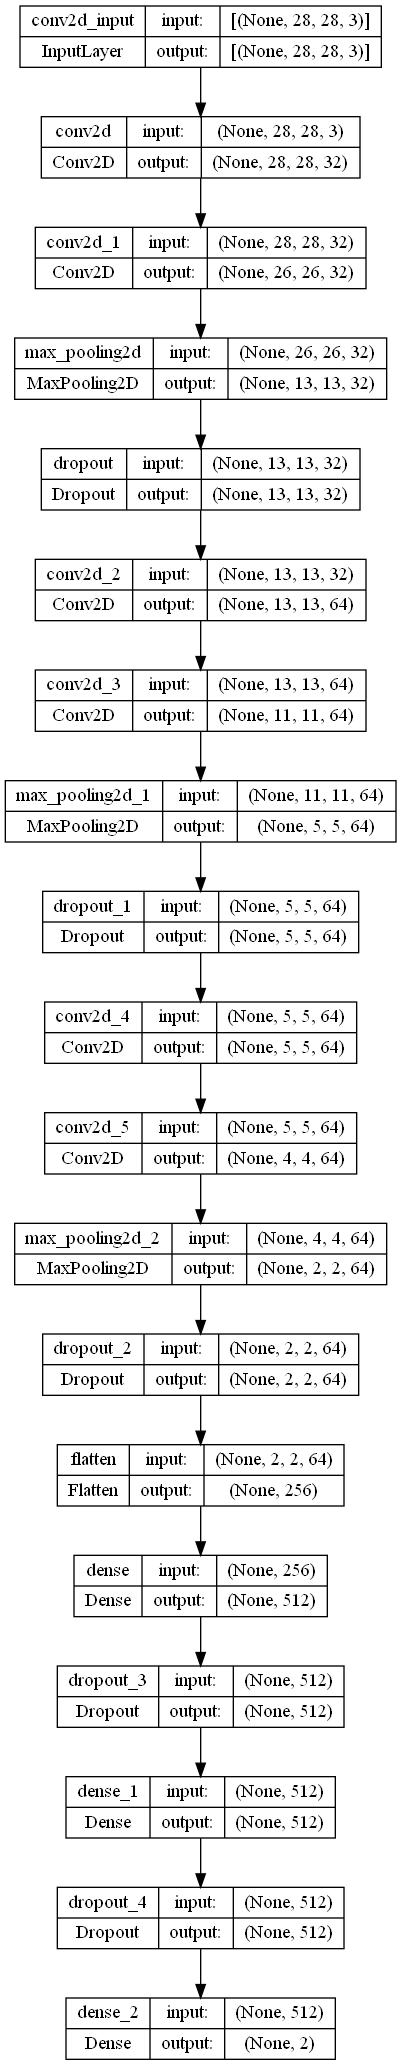 conv2d_input input: [(None, 28, 28, 3)]
InputLayer output: [(None, 28, 28, 3)]
conv2d input: (None, 28, 28, 3)
Conv2D output: (None, 28, 28, 32)
conv2d_1 input: (None, 28, 28, 32)
Conv2D output: (None, 26, 26, 32)
max_pooling2d input: (None, 26, 26, 32)
MaxPooling2D output: (None, 13, 13, 32)
dropout input: (None, 13, 13, 32)
Dropout output: (None, 13, 13, 32)
conv2d_2 input: (None, 13, 13, 32)
Conv2D output: (None, 13, 13, 64)
conv2d_3 input: (None, 13, 13, 64)
Conv2D output: (None, 11, 11, 64)
max_pooling2d_1 input: (None, 11, 11, 64)
MaxPooling2D output: (None, 5, 5, 64)
dropout_1 input: (None, 5, 5, 64)
Dropout output: (None, 5, 5, 64)
conv2d_4 input: (None, 5, 5, 64)
Conv2D output: (None, 5, 5, 64)
conv2d_5 input: (None, 5, 5, 64)
Conv2D output: (None, 4, 4, 64)
max_pooling2d_2 input: (None, 4, 4, 64)
MaxPooling2D output: (None, 2, 2, 64)
dropout_2 input: (None, 2, 2, 64)
Dropout output: (None, 2, 2, 64)
flatten input: (None, 2, 2, 64)
Flatten output: (None, 256)
dense input: (None, 256)
Dense output: (None, 512)
dropout_3 input: (None, 512)
Dropout output: (None, 512)
dense_1 input: (None, 512)
Dense output: (None, 512)
dropout_4 input: (None, 512)
Dropout output: (None, 512)
dense_2 input: (None, 512)
Dense output: (None, 2)